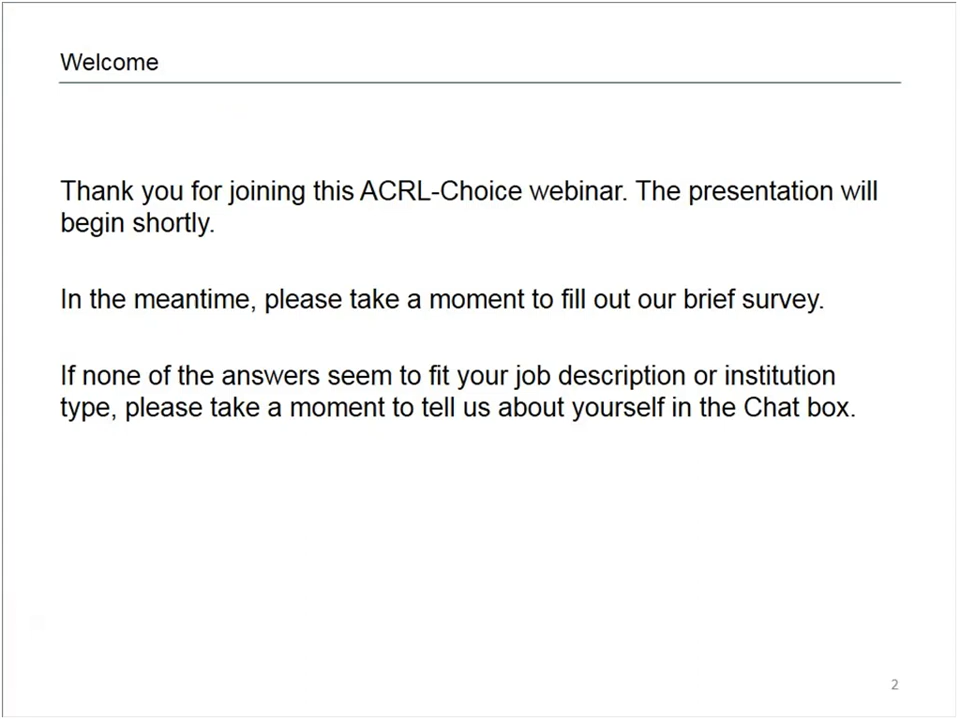 Welcome
Thank you for joining this ACRL-Choice webinar. The presentation will
begin shortly.
In the meantime, please take a moment to fill out our brief survey.
If none of the answers seem to fit your job description or institution
type, please take a moment to tell us about yourself in the Chat box.
2